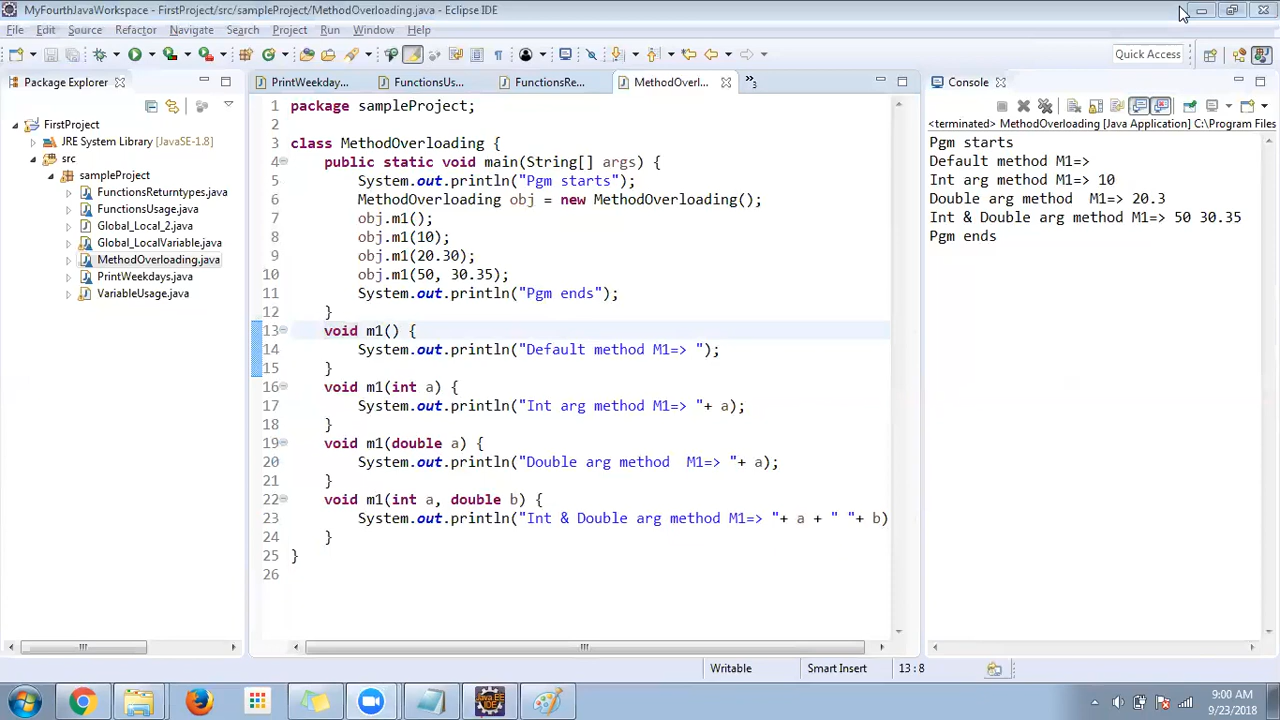 MyFourthJavaWorkspace - FirstProject/src/sampleProject/MethodOverloading.java - Eclipse IDE
File Edit Source Refactor Navigate Search Project Run Window Help
Quick Access
Package Explorer
FirstProject
JRE System Library [JavaSE-1.8]
src
sampleProject
FunctionsReturntypes.java
FunctionsUsage.java
Global_Local_2.java
Global_LocalVariable.java
MethodOverloading.java
PrintWeekdays.java
VariableUsage.java
PrintWeekday... FunctionsUs... FunctionsRe... MethodOverl... »3
1 package sampleProject;
2
3 class MethodOverloading {
4 public static void main(String[] args) {
5 System.out.println("Pgm starts");
6 MethodOverloading obj = new MethodOverloading();
7 obj.m1();
8 obj.m1(10);
9 obj.m1(20.30);
10 obj.m1(50, 30.35);
11 System.out.println("Pgm ends");
12 }
13 void m1() {
14 System.out.println("Default method M1=> ");
15 }
16 void m1(int a) {
17 System.out.println("Int arg method M1=> "+ a);
18 }
19 void m1(double a) {
20 System.out.println("Double arg method  M1=> "+ a);
21 }
22 void m1(int a, double b) {
23 System.out.println("Int & Double arg method M1=> "+ a + " "+ b)
24 }
25 }
26
Console
<terminated> MethodOverloading [Java Application] C:\Program Files
Pgm starts
Default method M1=>
Int arg method M1=> 10
Double arg method  M1=> 20.3
Int & Double arg method M1=> 50 30.35
Pgm ends
Writable Smart Insert 13:8
Java EE
IDE
9:00 AM
9/23/2018